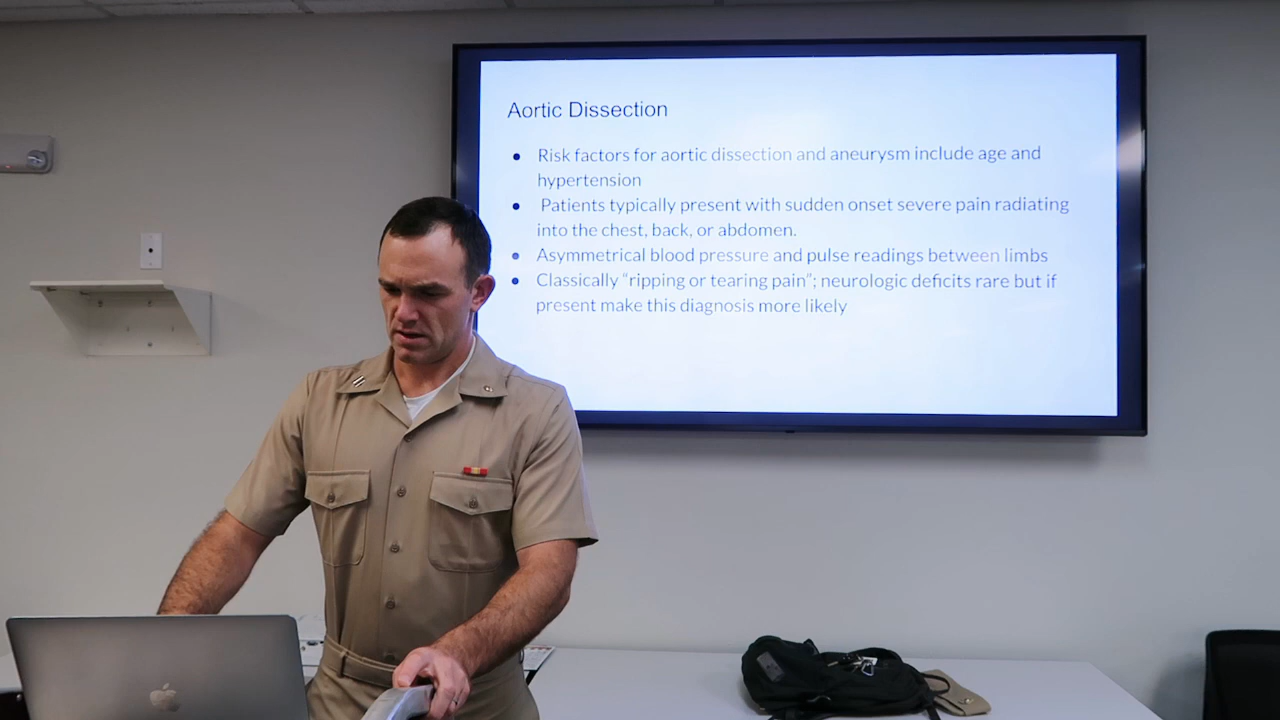 Aortic Dissection
● Risk factors for aortic dissection and aneurysm include age and
hypertension
● Patients typically present with sudden onset severe pain radiating
into the chest, back, or abdomen.
● Asymmetrical blood pressure and pulse readings between limbs
● Classically “ripping or tearing pain”; neurologic deficits rare but if
present make this diagnosis more likely